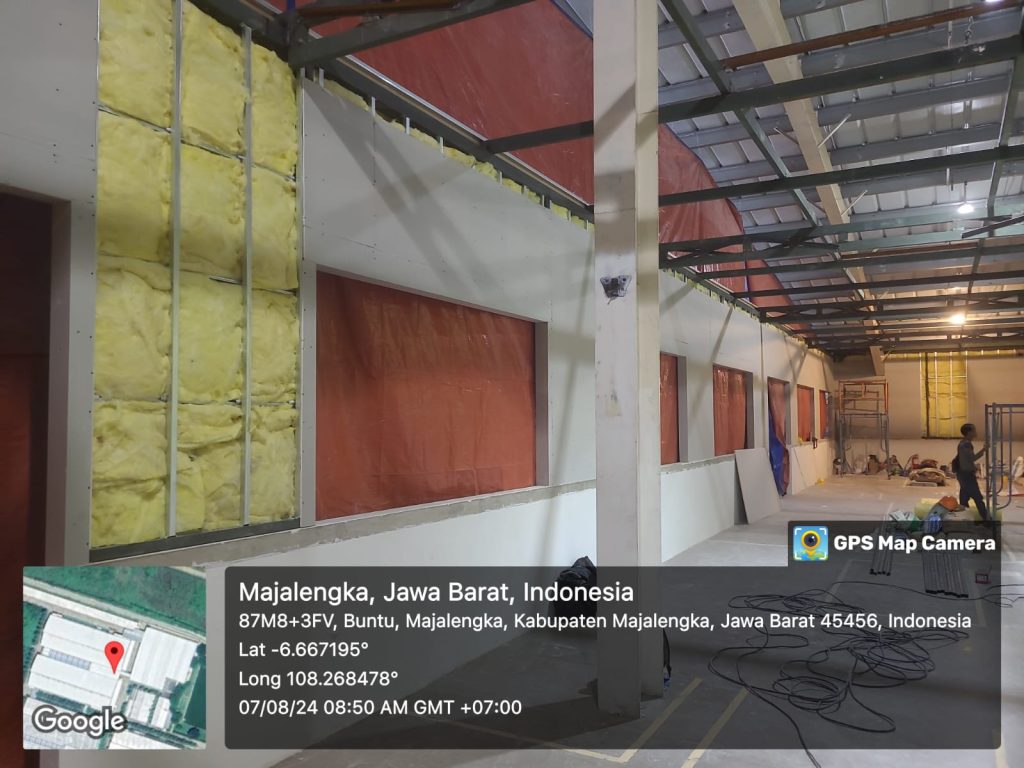 GPS Map Camera
Majalengka, Jawa Barat, Indonesia
87M8+3FV, Buntu, Majalengka, Kabupaten Majalengka, Jawa Barat 45456, Indonesia
Lat -6.667195°
Long 108.268478°
07/08/24 08:50 AM GMT +07:00
Google